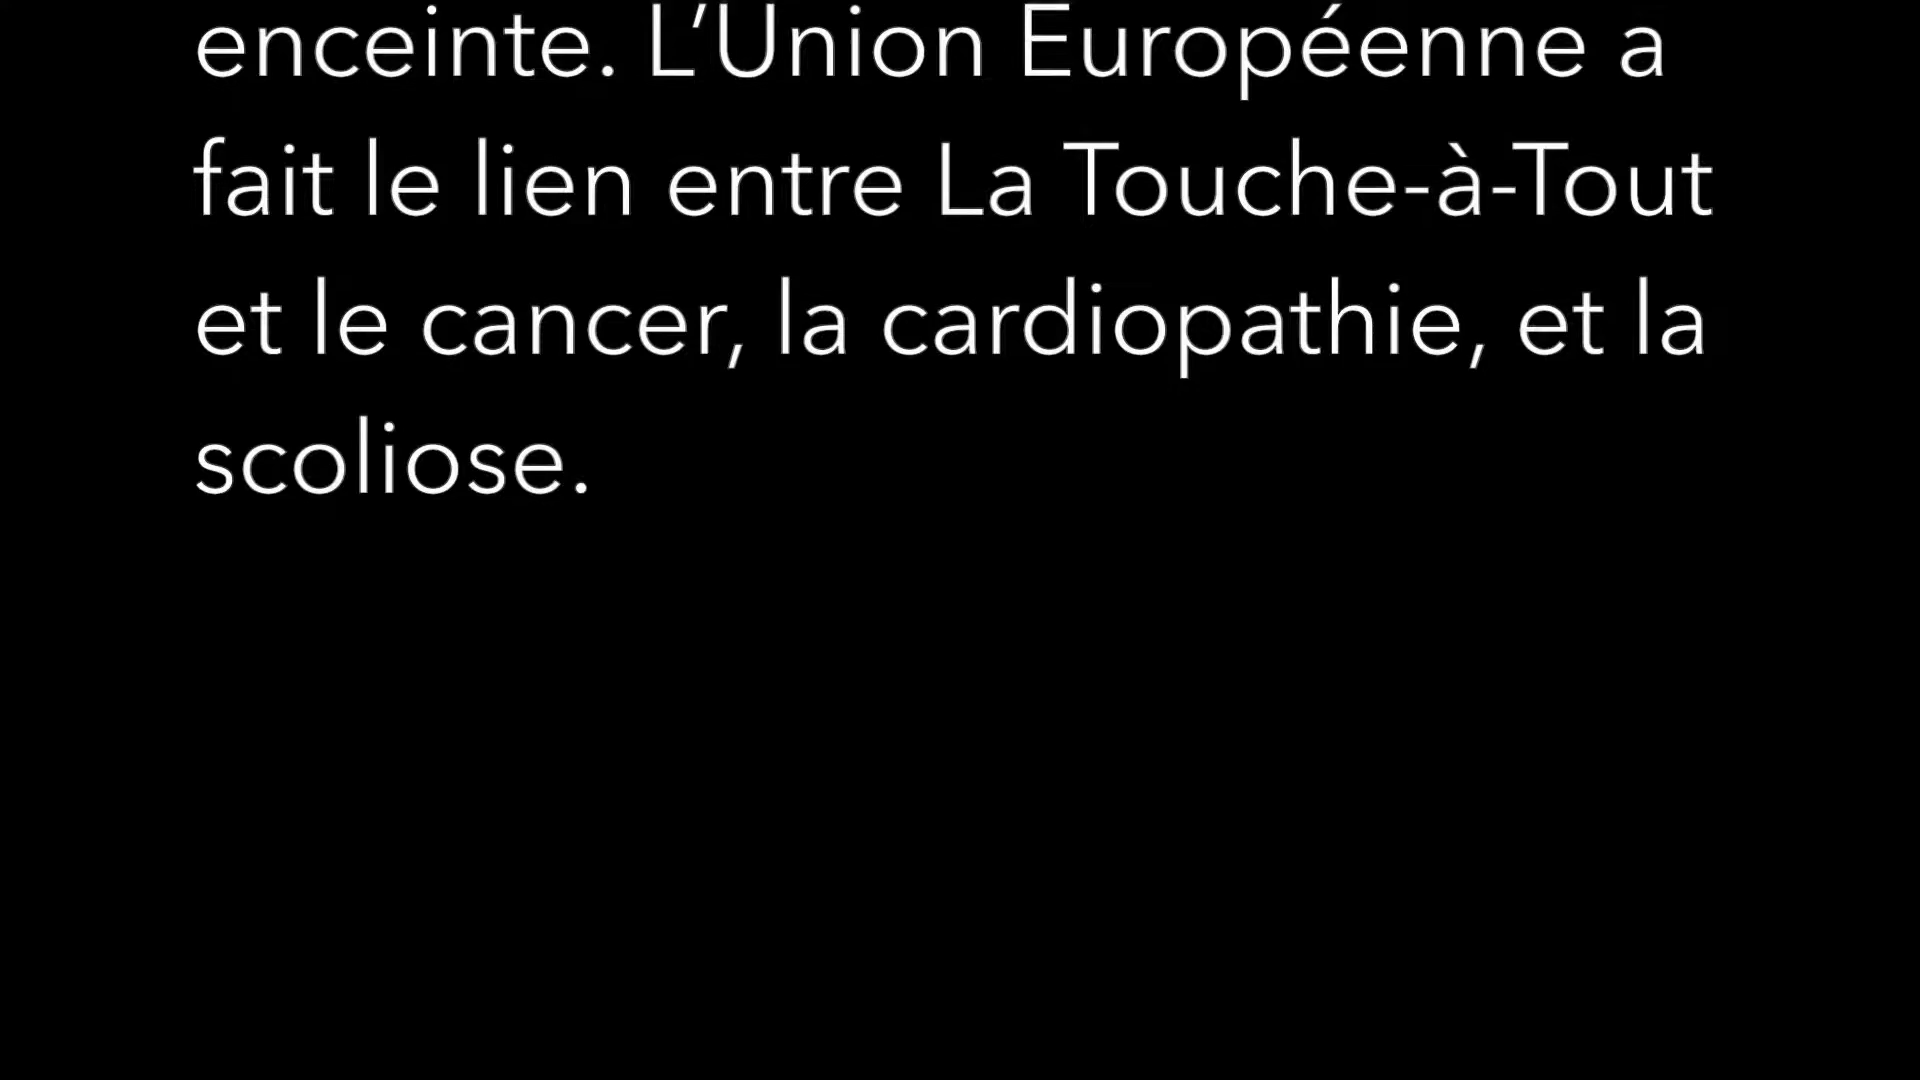 enceinte. L’Union Européenne a
fait le lien entre La Touche-à-Tout
et le cancer, la cardiopathie, et la
scoliose.